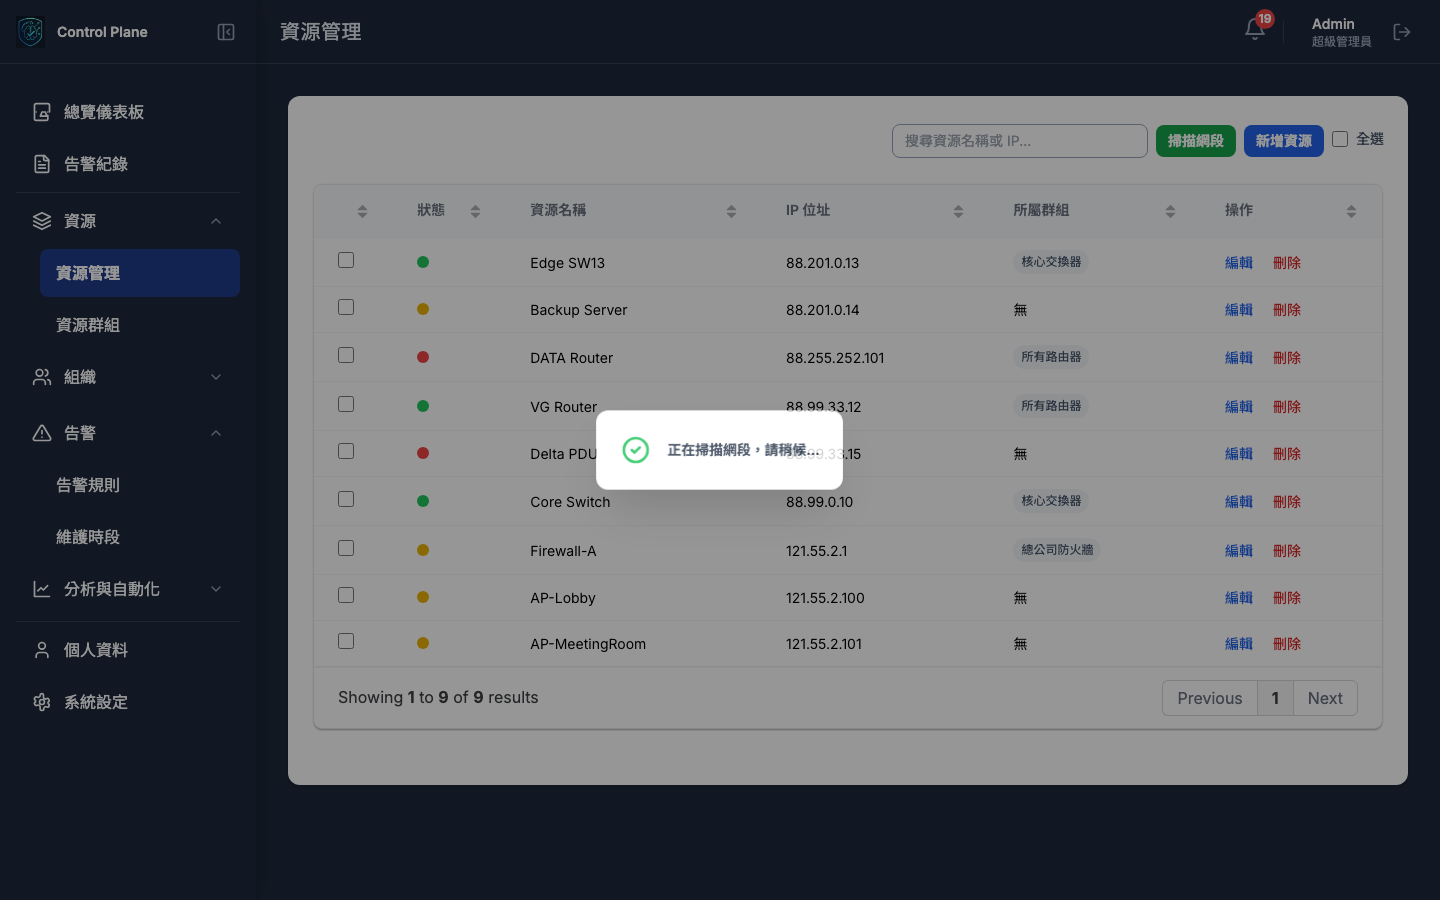 Control Plane
資源管理
19
Admin
超級管理員
總覽儀表板
告警紀錄
資源
資源管理
資源群組
組織
告警
告警規則
維護時段
分析與自動化
個人資料
系統設定
搜尋資源名稱或 IP...
掃描網段
新增資源
全選
狀態 資源名稱 IP 位址 所屬群組 操作
Edge SW13 88.201.0.13 核心交換器 編輯 刪除
Backup Server 88.201.0.14 無 編輯 刪除
DATA Router 88.255.252.101 所有路由器 編輯 刪除
VG Router 88.99.33.12 所有路由器 編輯 刪除
Delta PDU 88.99.33.15 無 編輯 刪除
正在掃描網段，請稍候...
Core Switch 88.99.0.10 核心交換器 編輯 刪除
Firewall-A 121.55.2.1 總公司防火牆 編輯 刪除
AP-Lobby 121.55.2.100 無 編輯 刪除
AP-MeetingRoom 121.55.2.101 無 編輯 刪除
Showing 1 to 9 of 9 results
Previous 1 Next